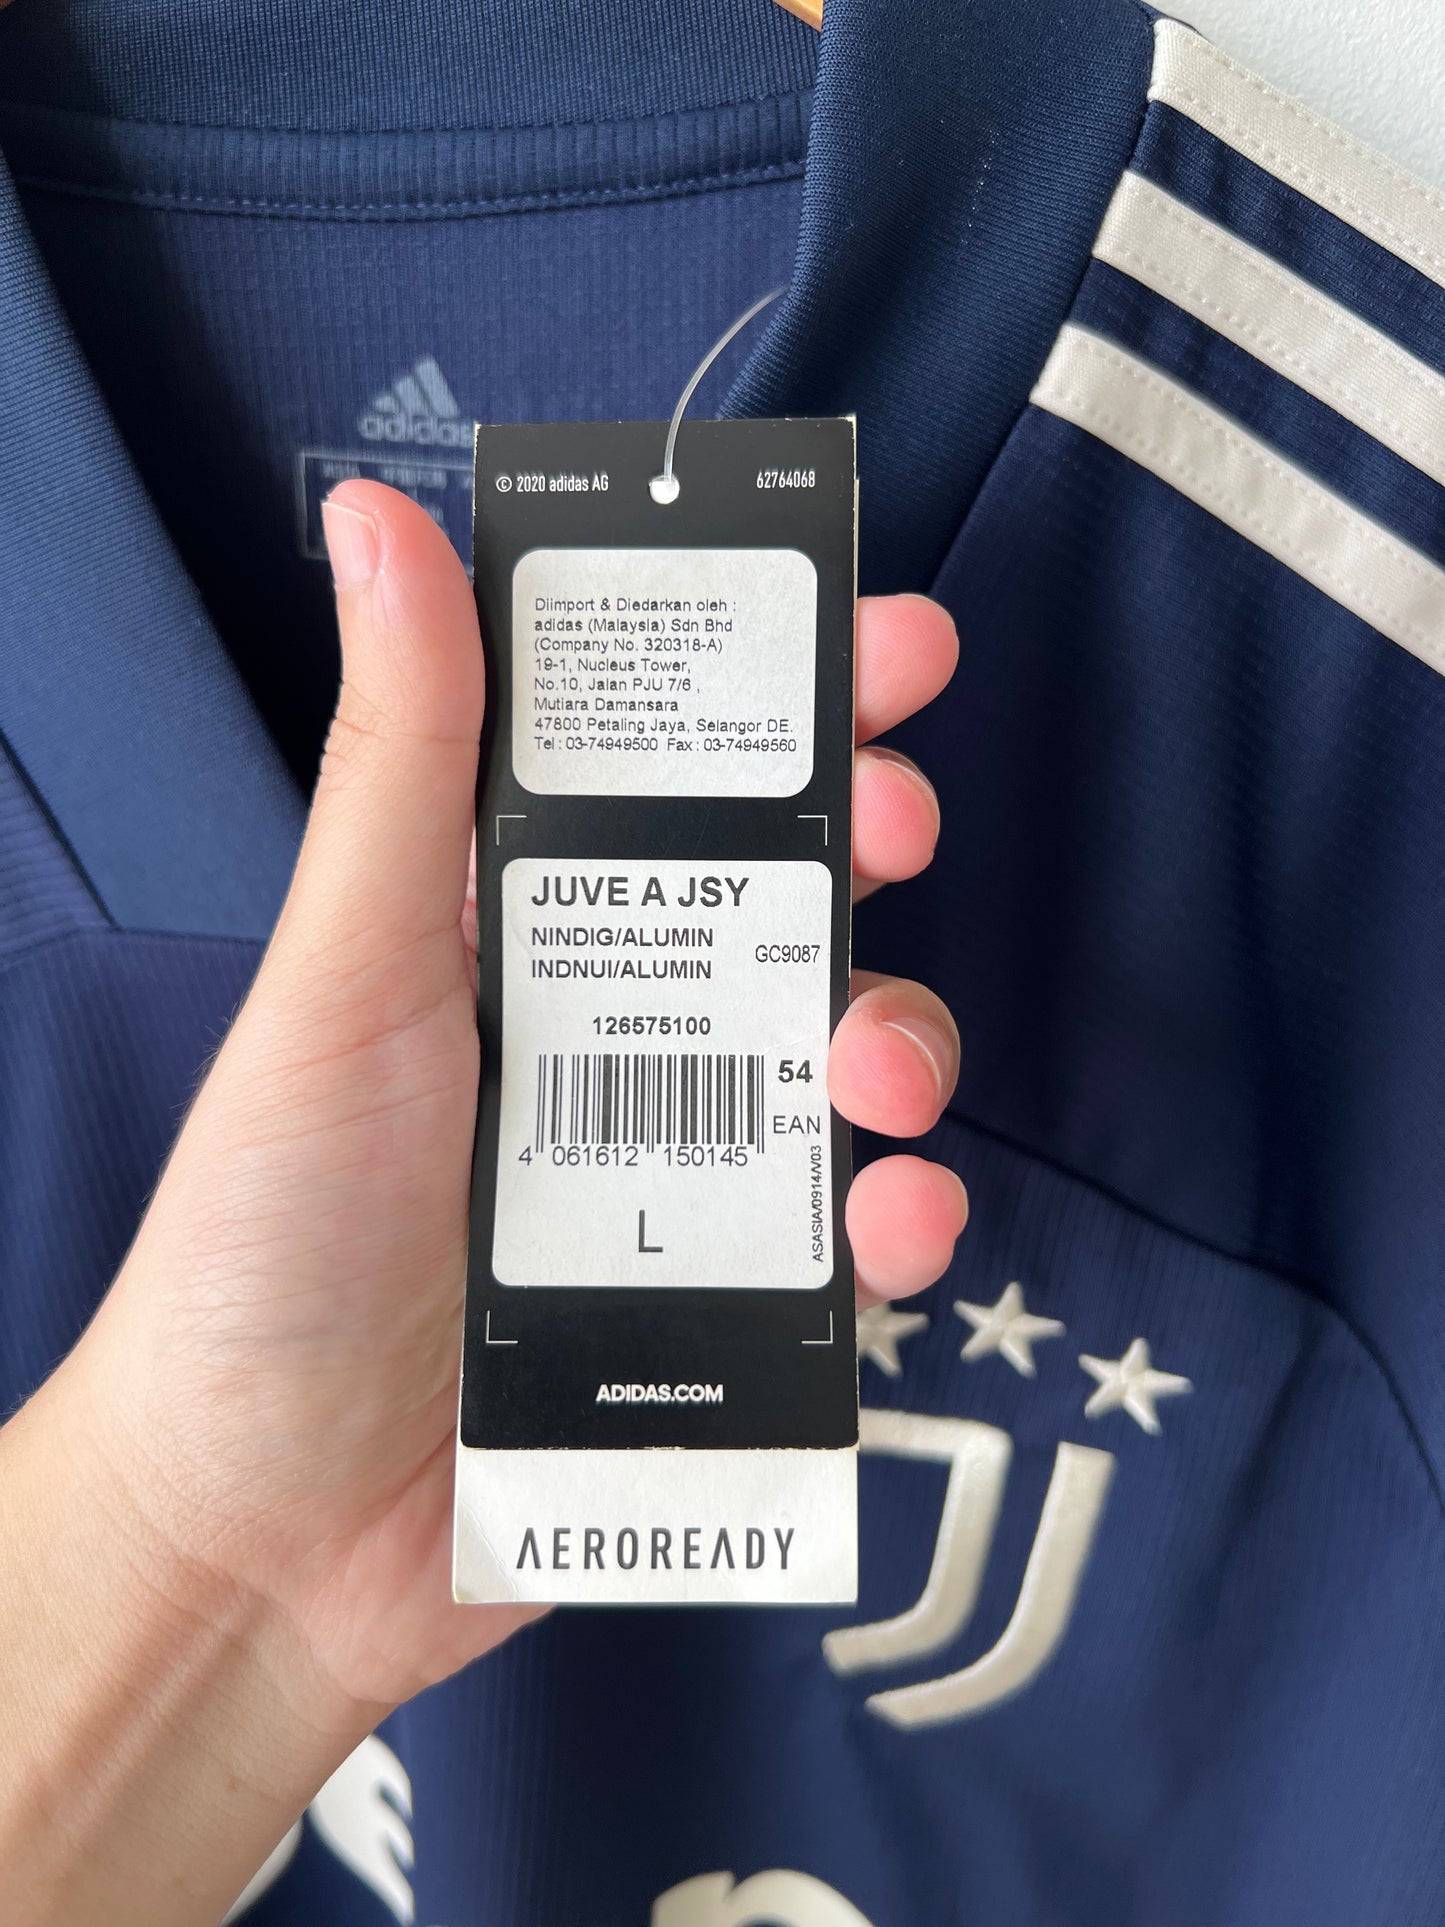 adidas
© 2020 adidas AG
62764068
Diimport & Diedarkan oleh :
adidas (Malaysia) Sdn Bhd
(Company No. 320318-A)
19-1, Nucleus Tower,
No.10, Jalan PJU 7/6 ,
Mutiara Damansara
47800 Petaling Jaya, Selangor DE.
Tel : 03-74949500 Fax : 03-74949560
JUVE A JSY
NINDIG/ALUMIN
INDNUI/ALUMIN
GC9087
126575100
54
EAN
4 061612 150145
L
ASASIA/0914/V03
ADIDAS.COM
AEROREADY